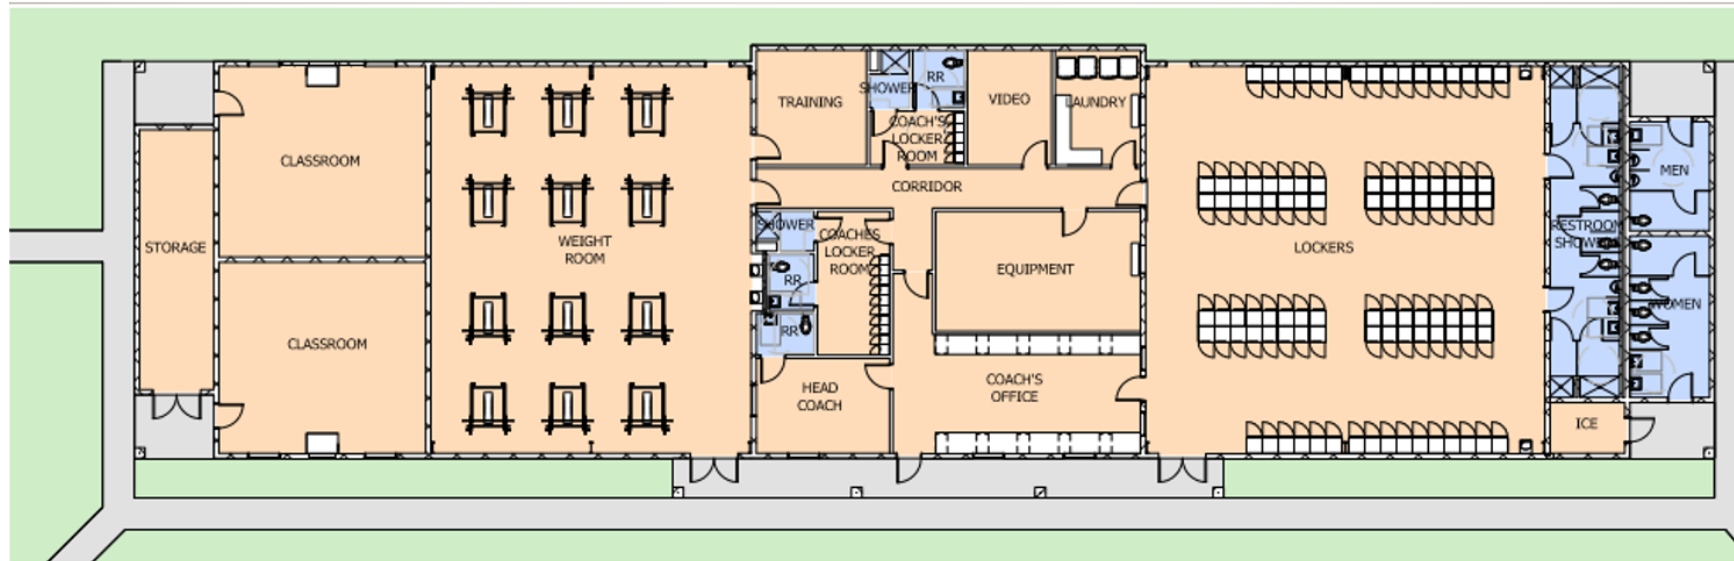 TRAINING
SHOWER
RR
COACH'S
LOCKER
ROOM
VIDEO
LAUNDRY
CLASSROOM
CORRIDOR
MEN
STORAGE
WEIGHT
ROOM
SHOWER
COACHES
LOCKER
ROOM
RR
RR
EQUIPMENT
LOCKERS
RESTROOM
SHOWER
WOMEN
CLASSROOM
HEAD
COACH
COACH'S
OFFICE
ICE